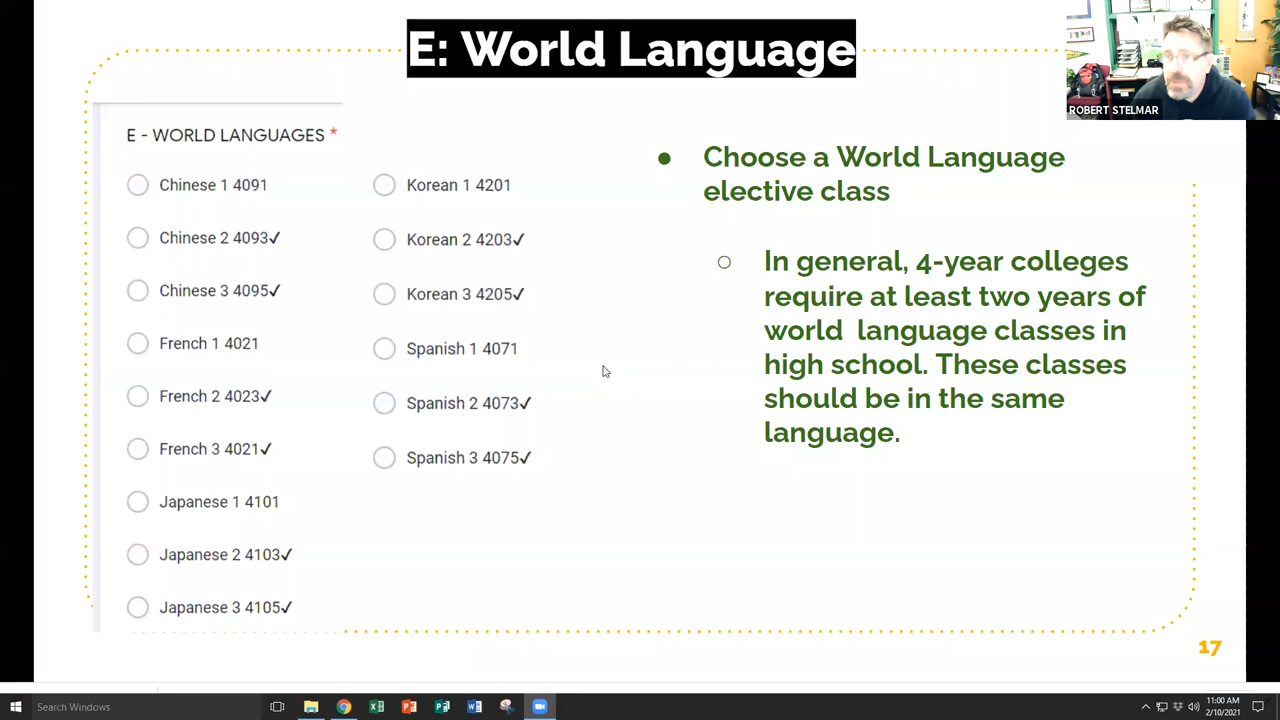 E: World Language
ROBERT STELMAR
E - WORLD LANGUAGES *
Chinese 1 4091
Chinese 2 4093✓
Chinese 3 4095✓
French 1 4021
French 2 4023✓
French 3 4021✓
Japanese 1 4101
Japanese 2 4103✓
Japanese 3 4105✓
Korean 1 4201
Korean 2 4203✓
Korean 3 4205✓
Spanish 1 4071
Spanish 2 4073✓
Spanish 3 4075✓
● Choose a World Language
elective class
○ In general, 4-year colleges
require at least two years of
world language classes in
high school. These classes
should be in the same
language.
17
Search Windows
11:00 AM
2/10/2021